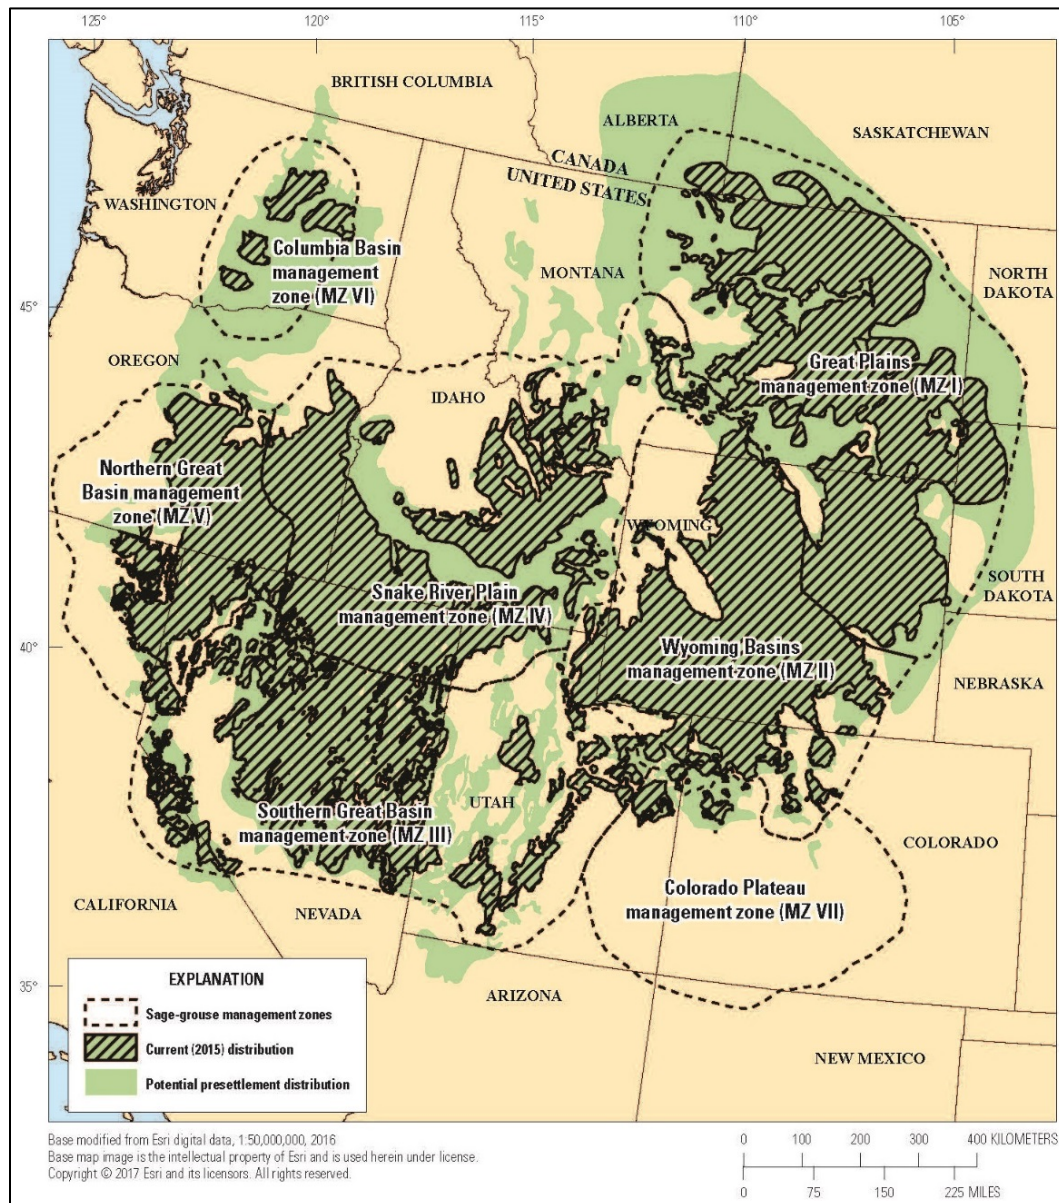 125°
120°
115°
110°
105°
BRITISH COLUMBIA
ALBERTA
SASKATCHEWAN
CANADA
UNITED STATES
WASHINGTON
Columbia Basin
management
zone (MZ VI)
MONTANA
NORTH
DAKOTA
45°
OREGON
Great Plains
management zone (MZ I)
IDAHO
Northern Great
Basin management
zone (MZ V)
WYOMING
SOUTH
DAKOTA
Snake River Plain
management zone (MZ IV)
40°
Wyoming Basins
management zone (MZ II)
NEBRASKA
UTAH
Southern Great Basin
management zone (MZ III)
COLORADO
Colorado Plateau
management zone (MZ VII)
CALIFORNIA
NEVADA
35°
ARIZONA
NEW MEXICO
EXPLANATION
Sage-grouse management zones
Current (2015) distribution
Potential presettlement distribution
Base modified from Esri digital data, 1:50,000,000, 2016
Base map image is the intellectual property of Esri and is used herein under license.
Copyright © 2017 Esri and its licensors. All rights reserved.
0 100 200 300 400 KILOMETERS
0 75 150 225 MILES